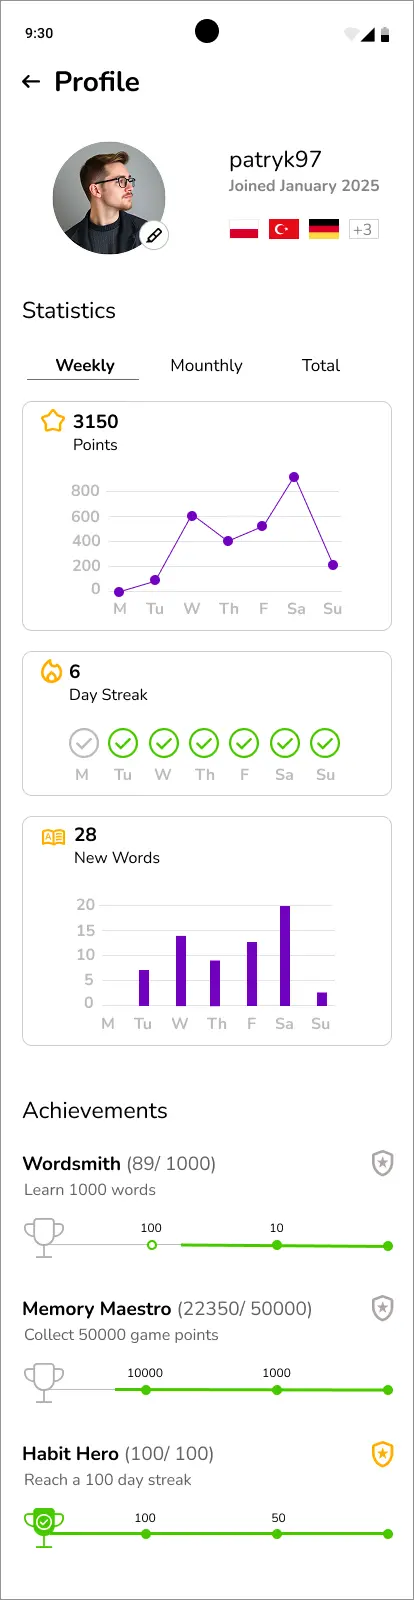 9:30
Profile
patryk97
Joined January 2025
+3
Statistics
Weekly Mounthly Total
3150
Points
800
600
400
200
0
M Tu W Th F Sa Su
6
Day Streak
M Tu W Th F Sa Su
A
28
New Words
20
15
10
5
0
M Tu W Th F Sa Su
Achievements
Wordsmith (89/ 1000)
Learn 1000 words
100 10
Memory Maestro (22350/ 50000)
Collect 50000 game points
10000 1000
Habit Hero (100/ 100)
Reach a 100 day streak
100 50